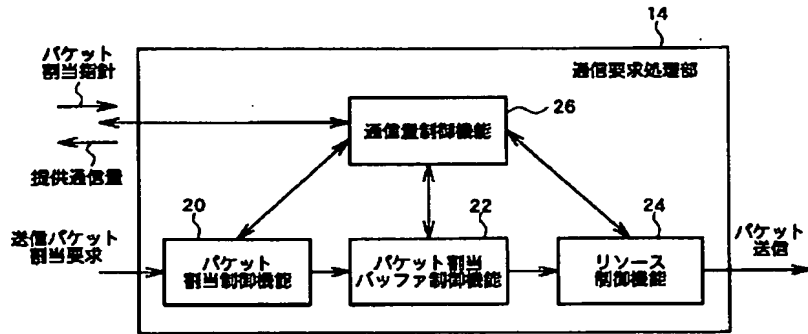 14
パケット
割当指針
通信要求処理部
26
通信量制御機能
提供通信量
20
22
24
送信パケット
割当要求
パケット
割当制御機能
パケット割当
バッファ制御機能
リソース
制御機能
パケット
送信